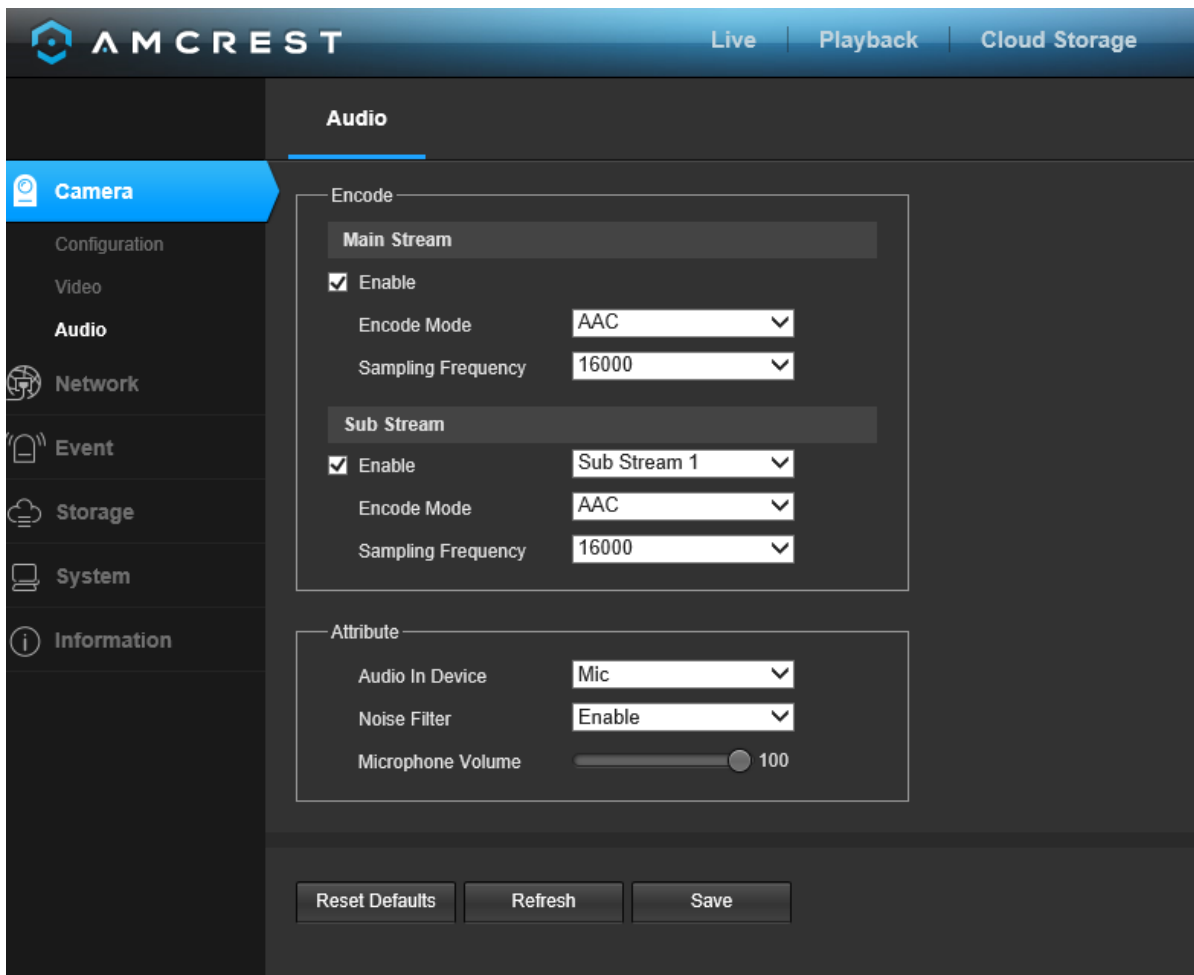 AMCREST
Live Playback Cloud Storage
Audio
Camera
Configuration
Video
Audio
Network
Event
Storage
System
Information
Encode
Main Stream
Enable
Encode Mode AAC
Sampling Frequency 16000
Sub Stream
Enable Sub Stream 1
Encode Mode AAC
Sampling Frequency 16000
Attribute
Audio In Device Mic
Noise Filter Enable
Microphone Volume 100
Reset Defaults Refresh Save